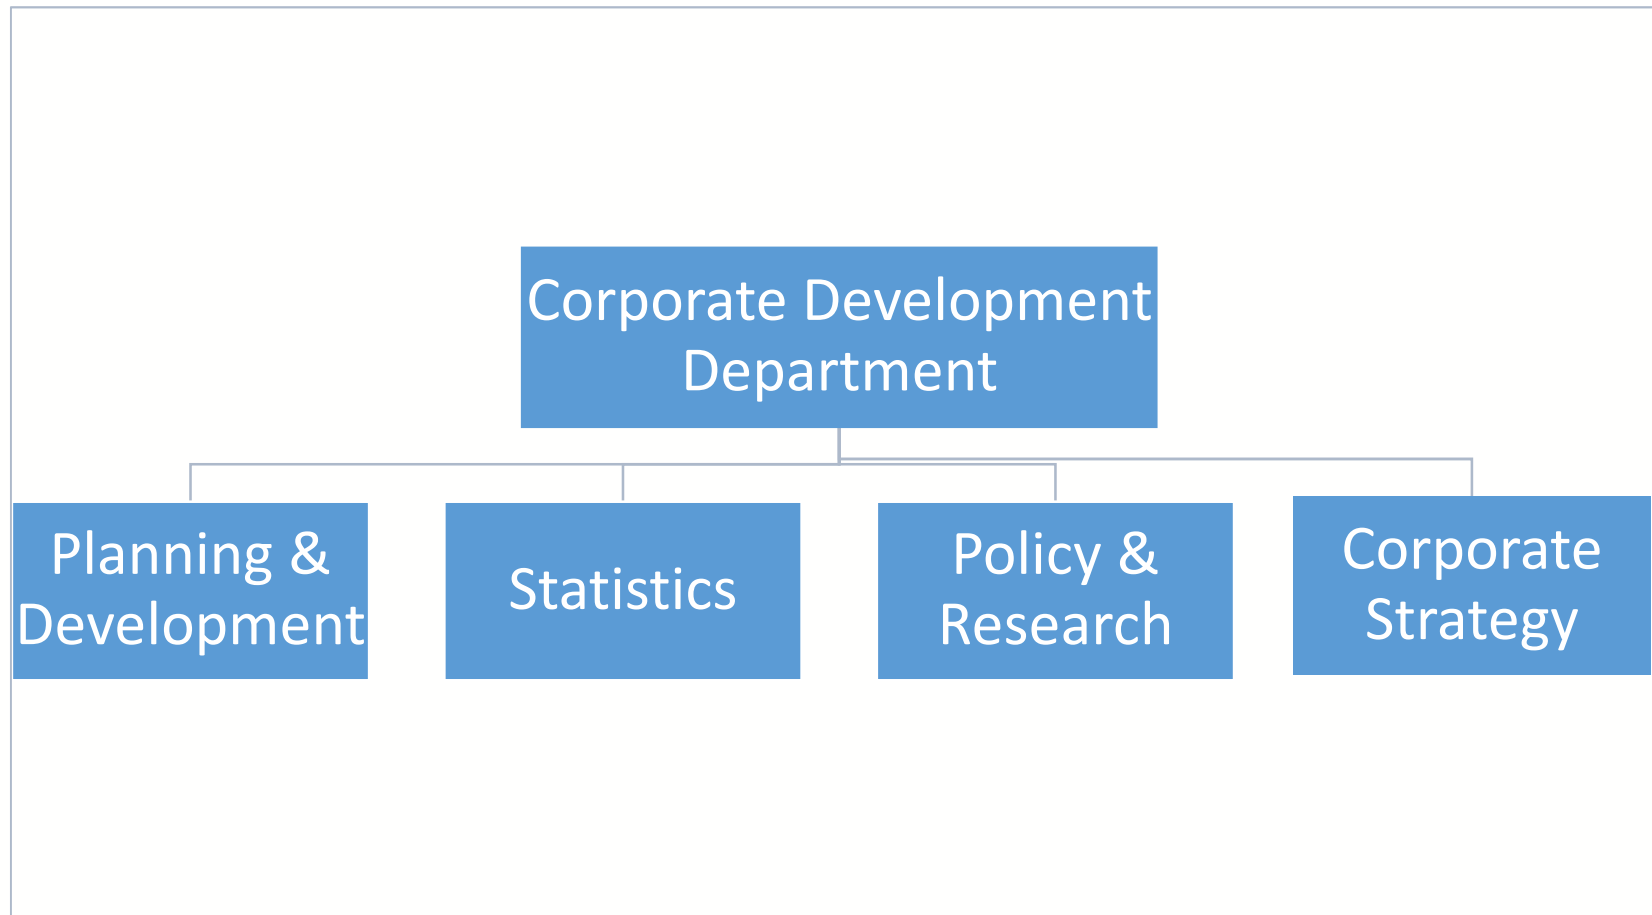 Corporate Development
Department
Planning &
Development
Statistics
Policy &
Research
Corporate
Strategy